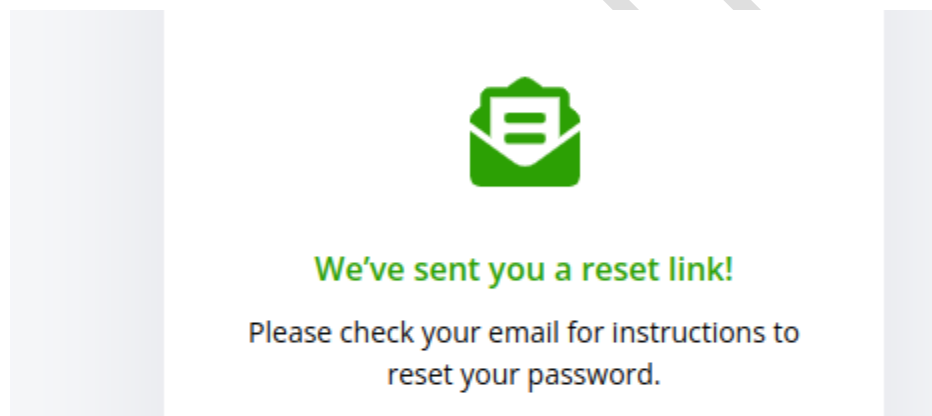 We’ve sent you a reset link!
Please check your email for instructions to
reset your password.